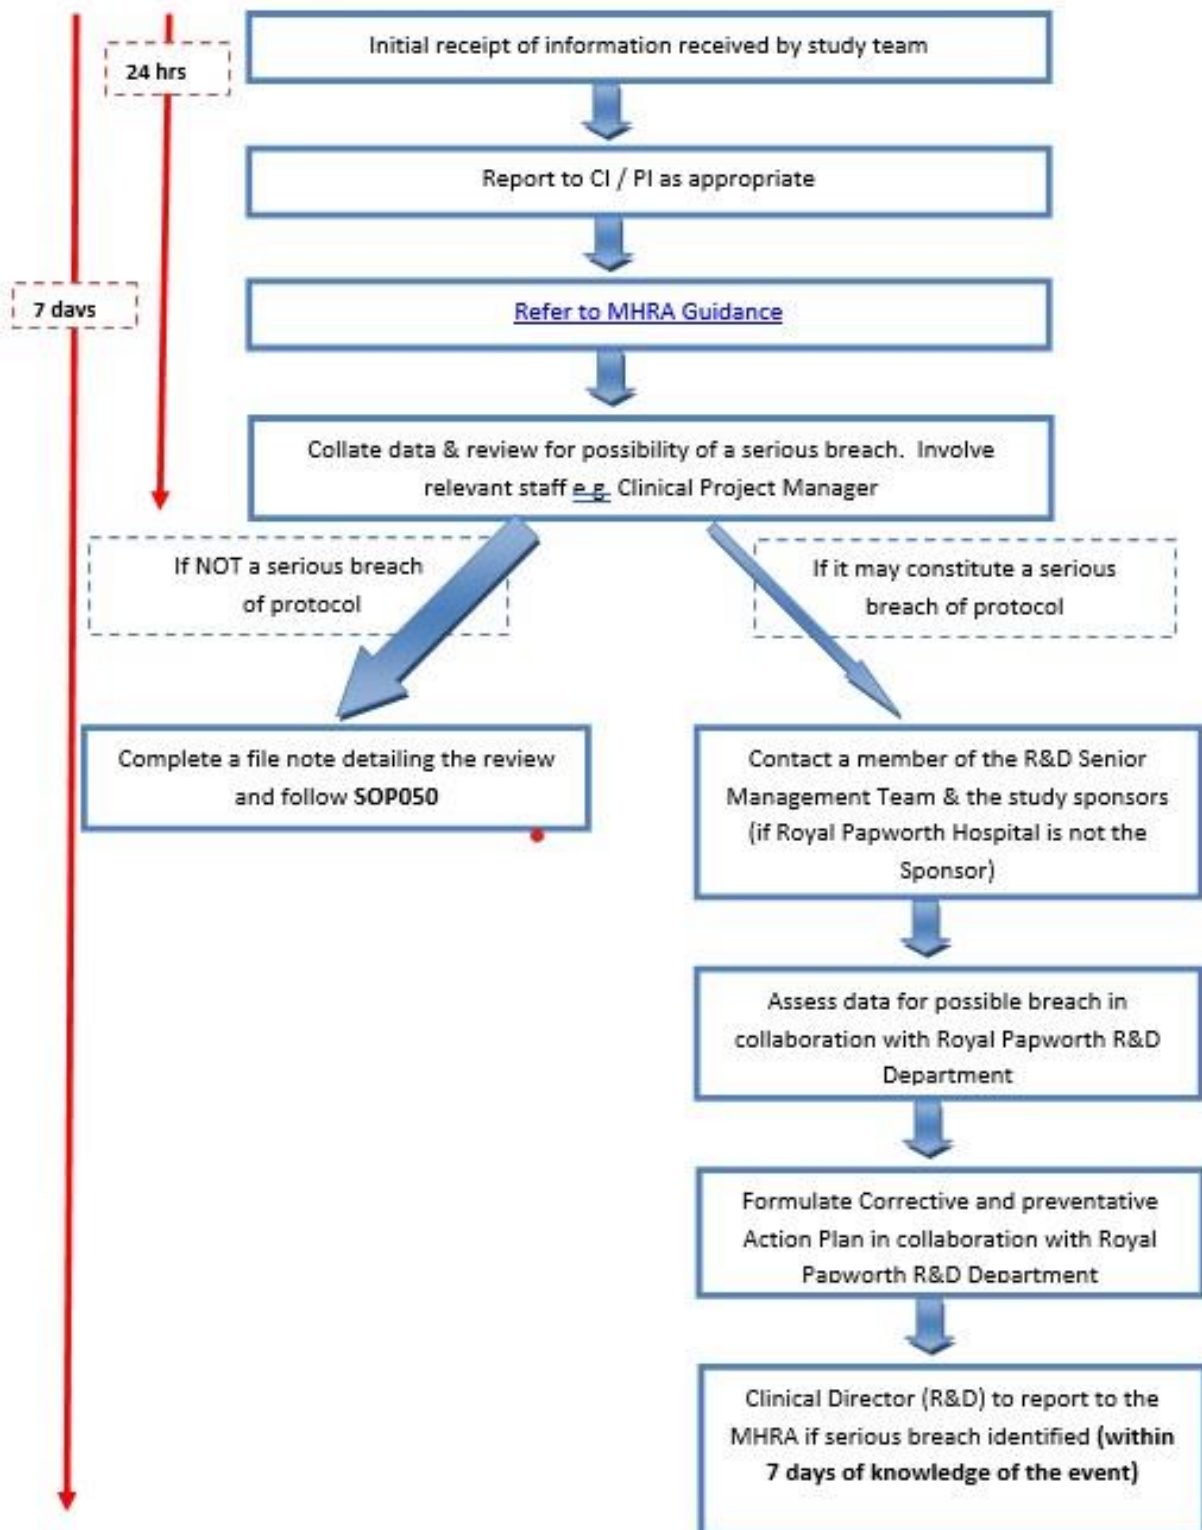 Initial receipt of information received by study team
24 hrs
Report to CI / PI as appropriate
7 days
Refer to MHRA Guidance
Collate data & review for possibility of a serious breach.  Involve
relevant staff e.g. Clinical Project Manager
If NOT a serious breach
of protocol
If it may constitute a serious
breach of protocol
Complete a file note detailing the review
and follow SOP050
Contact a member of the R&D Senior
Management Team & the study sponsors
(if Royal Papworth Hospital is not the
Sponsor)
Assess data for possible breach in
collaboration with Royal Papworth R&D
Department
Formulate Corrective and preventative
Action Plan in collaboration with Royal
Papworth R&D Department
Clinical Director (R&D) to report to the
MHRA if serious breach identified (within
7 days of knowledge of the event)